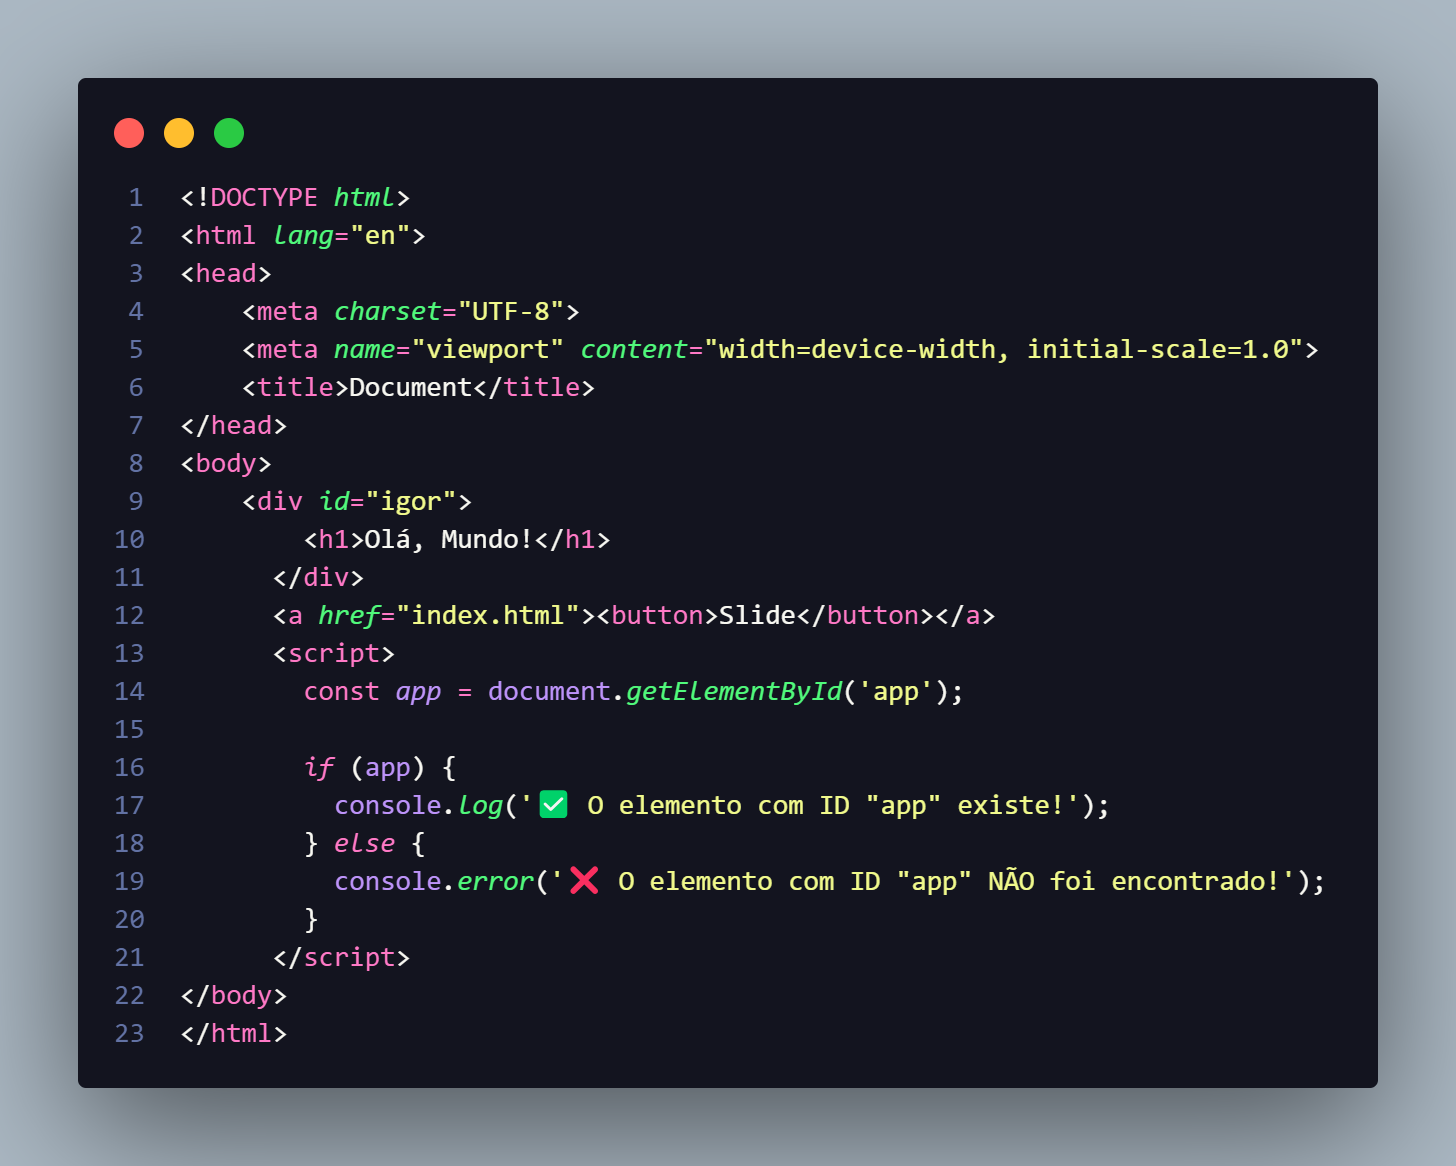 1 <!DOCTYPE html>
2 <html lang="en">
3 <head>
4     <meta charset="UTF-8">
5     <meta name="viewport" content="width=device-width, initial-scale=1.0">
6     <title>Document</title>
7 </head>
8 <body>
9     <div id="igor">
10         <h1>Olá, Mundo!</h1>
11       </div>
12       <a href="index.html"><button>Slide</button></a>
13       <script>
14         const app = document.getElementById('app');
15
16         if (app) {
17           console.log('✅ O elemento com ID "app" existe!');
18         } else {
19           console.error('❌ O elemento com ID "app" NÃO foi encontrado!');
20         }
21       </script>
22 </body>
23 </html>